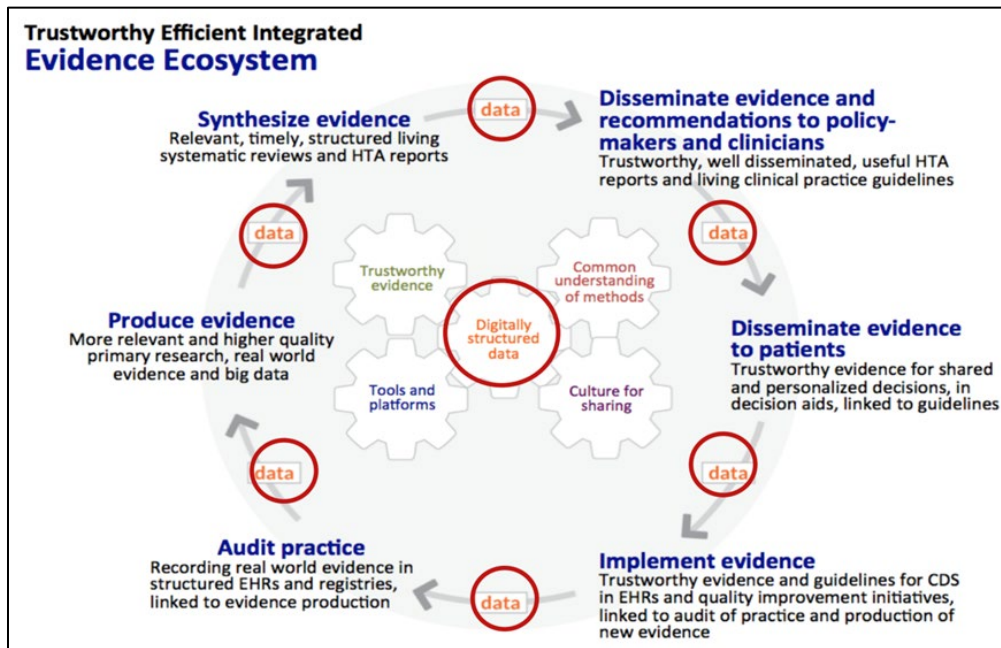 Trustworthy Efficient Integrated
Evidence Ecosystem
data
Synthesize evidence
Relevant, timely, structured living
systematic reviews and HTA reports
Disseminate evidence and
recommendations to policy-
makers and clinicians
Trustworthy, well disseminated, useful HTA
reports and living clinical practice guidelines
data
data
Trustworthy
evidence
Common
understanding
of methods
Digitally
structured
data
Tools and
platforms
Culture for
sharing
Produce evidence
More relevant and higher quality
primary research, real world
evidence and big data
Disseminate evidence
to patients
Trustworthy evidence for shared
and personalized decisions, in
decision aids, linked to guidelines
data
data
Audit practice
Recording real world evidence in
structured EHRs and registries,
linked to evidence production
data
Implement evidence
Trustworthy evidence and guidelines for CDS
in EHRs and quality improvement initiatives,
linked to audit of practice and production of
new evidence